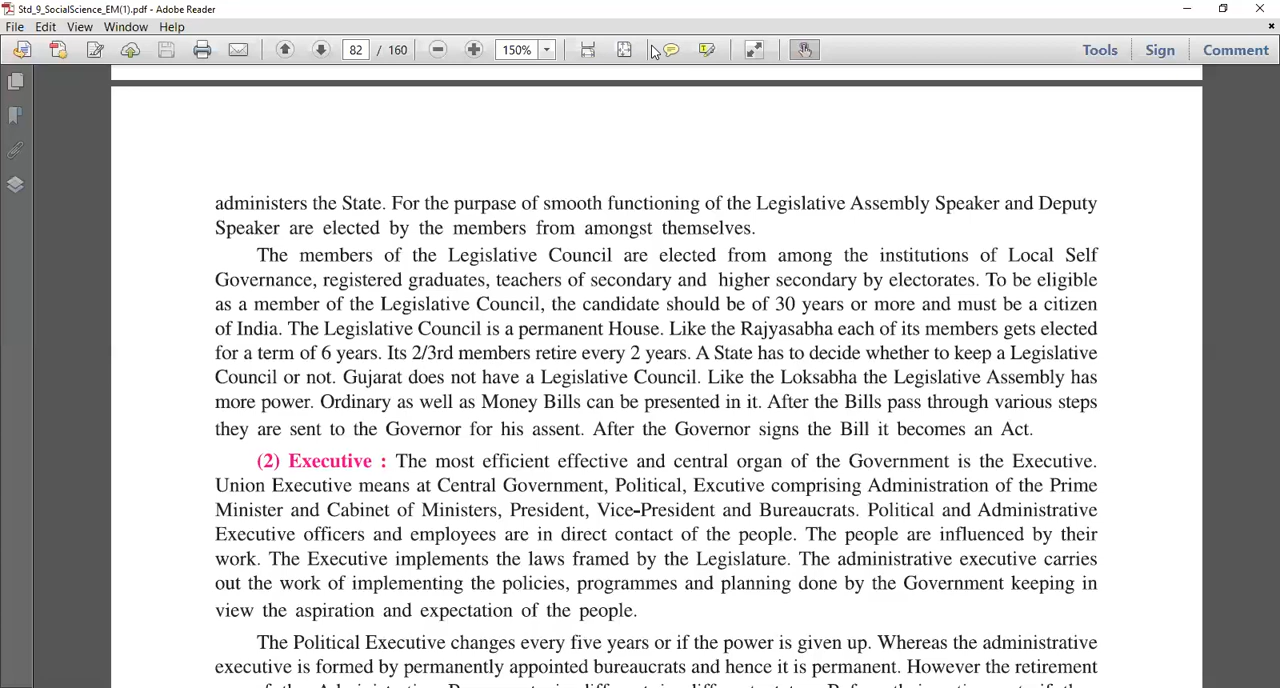 Std_9_SocialScience_EM(1).pdf - Adobe Reader
File Edit View Window Help
82 / 160 150% Tools Sign Comment
administers the State. For the purpase of smooth functioning of the Legislative Assembly Speaker and Deputy
Speaker are elected by the members from amongst themselves.
The members of the Legislative Council are elected from among the institutions of Local Self
Governance, registered graduates, teachers of secondary and higher secondary by electorates. To be eligible
as a member of the Legislative Council, the candidate should be of 30 years or more and must be a citizen
of India. The Legislative Council is a permanent House. Like the Rajyasabha each of its members gets elected
for a term of 6 years. Its 2/3rd members retire every 2 years. A State has to decide whether to keep a Legislative
Council or not. Gujarat does not have a Legislative Council. Like the Loksabha the Legislative Assembly has
more power. Ordinary as well as Money Bills can be presented in it. After the Bills pass through various steps
they are sent to the Governor for his assent. After the Governor signs the Bill it becomes an Act.
(2) Executive : The most efficient effective and central organ of the Government is the Executive.
Union Executive means at Central Government, Political, Excutive comprising Administration of the Prime
Minister and Cabinet of Ministers, President, Vice-President and Bureaucrats. Political and Administrative
Executive officers and employees are in direct contact of the people. The people are influenced by their
work. The Executive implements the laws framed by the Legislature. The administrative executive carries
out the work of implementing the policies, programmes and planning done by the Government keeping in
view the aspiration and expectation of the people.
The Political Executive changes every five years or if the power is given up. Whereas the administrative
executive is formed by permanently appointed bureaucrats and hence it is permanent. However the retirement